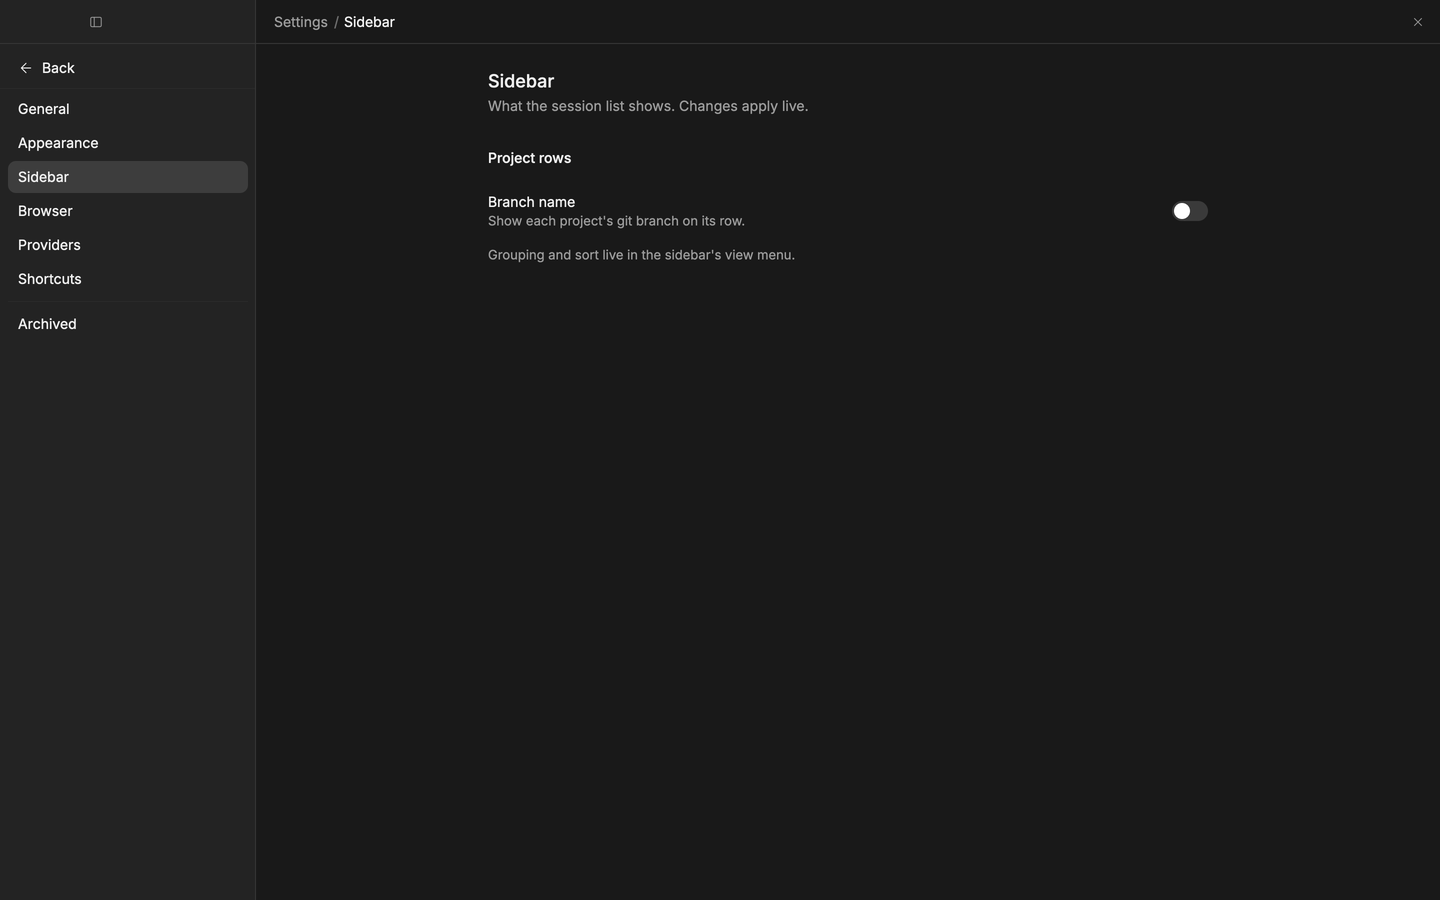 Settings / Sidebar
Back
General
Appearance
Sidebar
Browser
Providers
Shortcuts
Archived
Sidebar
What the session list shows. Changes apply live.
Project rows
Branch name
Show each project's git branch on its row.
Grouping and sort live in the sidebar's view menu.